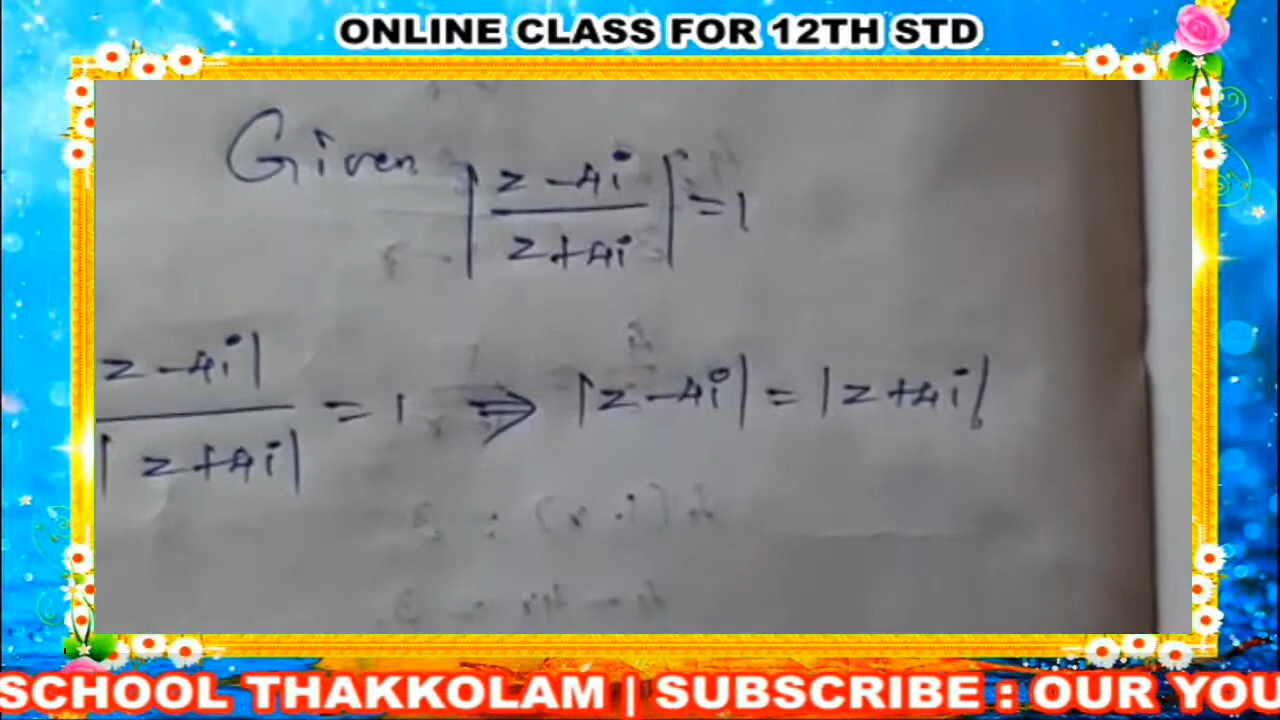 ONLINE CLASS FOR 12TH STD
Given |z-4i / z+4i| = 1
z-4i| / |z+4i| = 1 ⇒ |z-4i| = |z+4i|
SCHOOL THAKKOLAM | SUBSCRIBE : OUR YOU